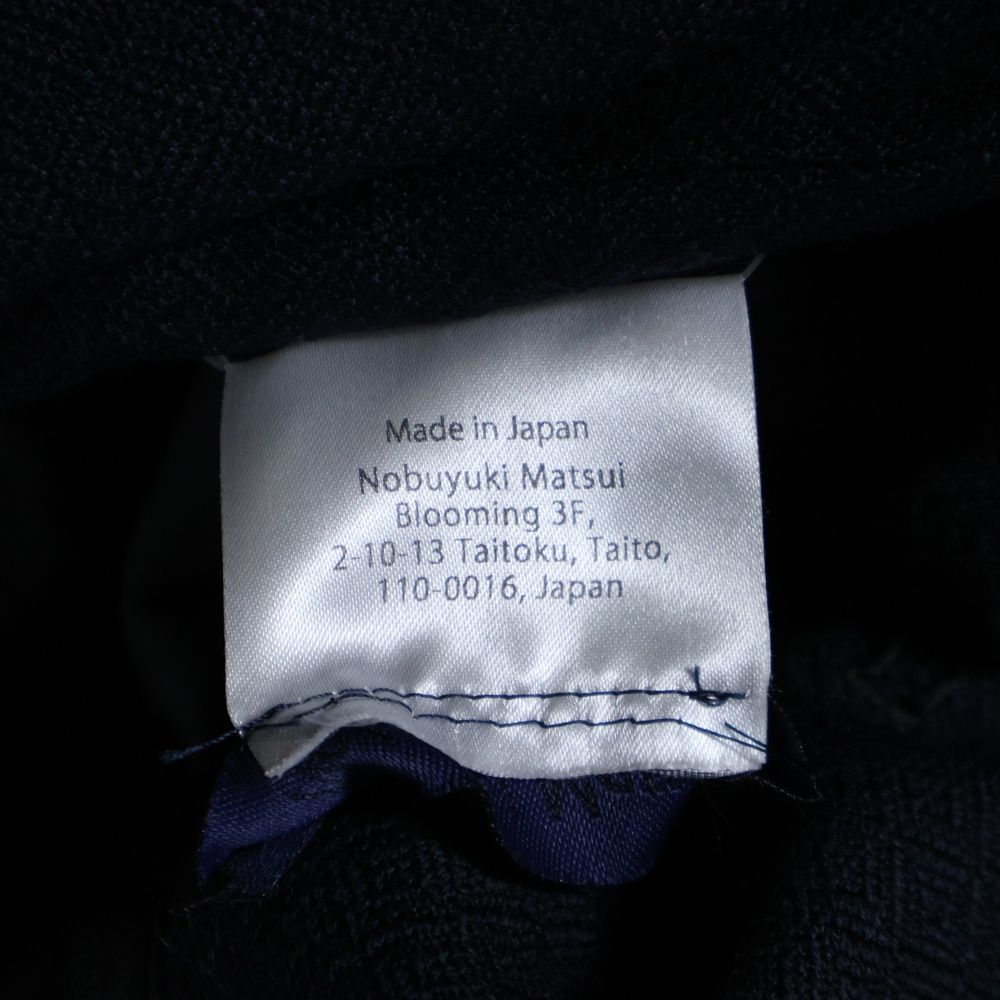 Made in Japan
Nobuyuki Matsui
Blooming 3F,
2-10-13 Taitoku, Taito,
110-0016, Japan